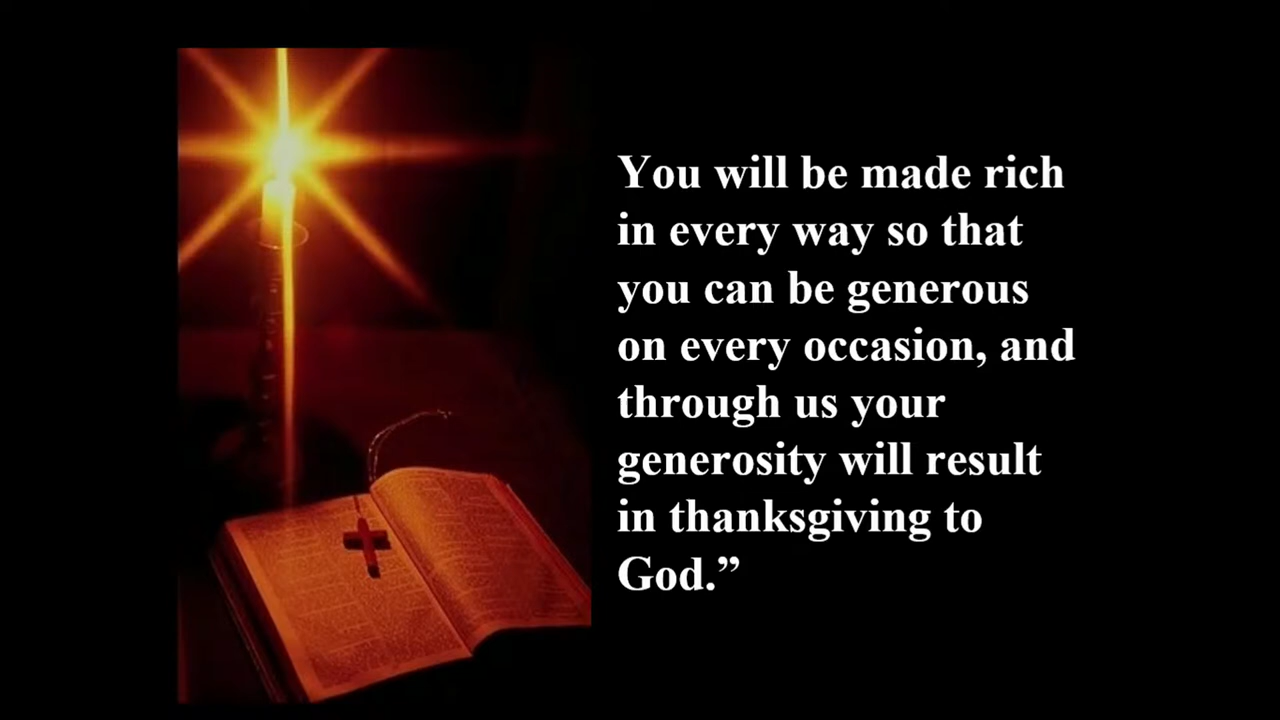 You will be made rich
in every way so that
you can be generous
on every occasion, and
through us your
generosity will result
in thanksgiving to
God.”